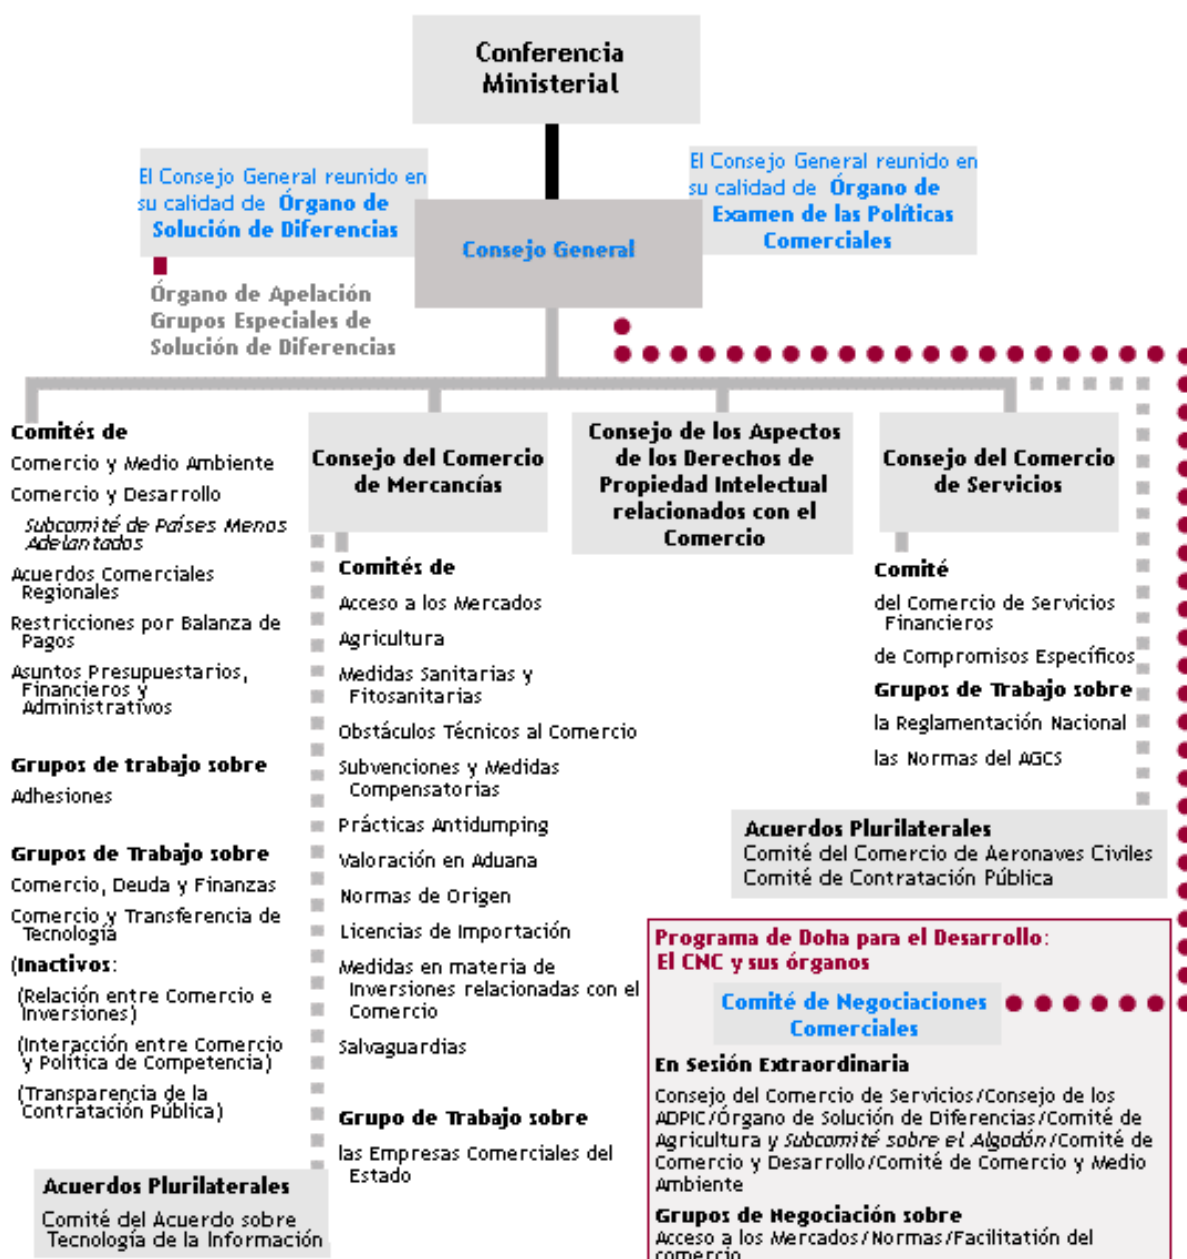 Conferencia
Ministerial
El Consejo General reunido en
su calidad de Órgano de
Solución de Diferencias
El Consejo General reunido en
su calidad de Órgano de
Examen de las Políticas
Comerciales
Consejo General
Órgano de Apelación
Grupos Especiales de
Solución de Diferencias
Comités de
Comercio y Medio Ambiente
Comercio y Desarrollo
Subcomité de Países Menos
Adelantados
Acuerdos Comerciales
Regionales
Restricciones por Balanza de
Pagos
Asuntos Presupuestarios,
Financieros y
Administrativos
Grupos de trabajo sobre
Adhesiones
Grupos de Trabajo sobre
Comercio, Deuda y Finanzas
Comercio y Transferencia de
Tecnología
(Inactivos:
(Relación entre Comercio e
Inversiones)
(Interacción entre Comercio
y Política de Competencia)
(Transparencia de la
Contratación Pública)
Acuerdos Plurilaterales
Comité del Acuerdo sobre
Tecnología de la Información
Consejo del Comercio
de Mercancías
Comités de
Acceso a los Mercados
Agricultura
Medidas Sanitarias y
Fitosanitarias
Obstáculos Técnicos al Comercio
Subvenciones y Medidas
Compensatorias
Prácticas Antidumping
Valoración en Aduana
Normas de Origen
Licencias de Importación
Medidas en materia de
Inversiones relacionadas con el
Comercio
Salvaguardias
Grupo de Trabajo sobre
las Empresas Comerciales del
Estado
Consejo de los Aspectos
de los Derechos de
Propiedad Intelectual
relacionados con el
Comercio
Consejo del Comercio
de Servicios
Comité
del Comercio de Servicios
Financieros
de Compromisos Específicos
Grupos de Trabajo sobre
la Reglamentación Nacional
las Normas del AGCS
Acuerdos Plurilaterales
Comité del Comercio de Aeronaves Civiles
Comité de Contratación Pública
Programa de Doha para el Desarrollo:
El CNC y sus órganos
Comité de Negociaciones
Comerciales
En Sesión Extraordinaria
Consejo del Comercio de Servicios/Consejo de los
ADPIC/Órgano de Solución de Diferencias/Comité de
Agricultura y Subcomité sobre el Algodón/Comité de
Comercio y Desarrollo/Comité de Comercio y Medio
Ambiente
Grupos de Negociación sobre
Acceso a los Mercados/Normas/Facilitatión del
comercio